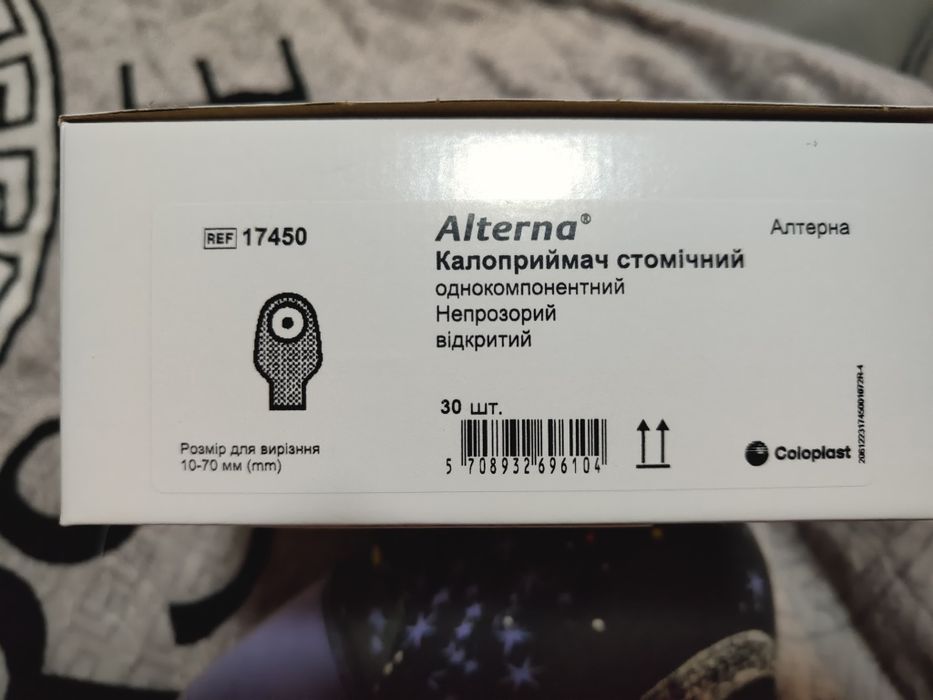 REF 17450
Alterna®
Алтерна
Калоприймач стомічний
однокомпонентний
Непрозорий
відкритий
30 шт.
5 708932 696104
Розмір для вирізння
10-70 мм (mm)
Coloplast